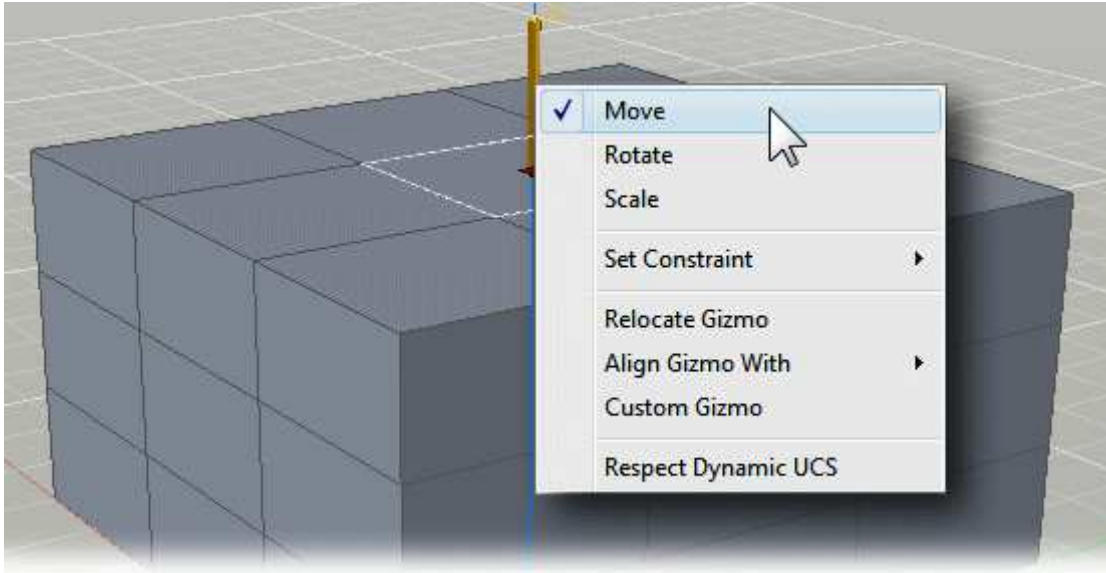 Move
Rotate
Scale
Set Constraint
Relocate Gizmo
Align Gizmo With
Custom Gizmo
Respect Dynamic UCS